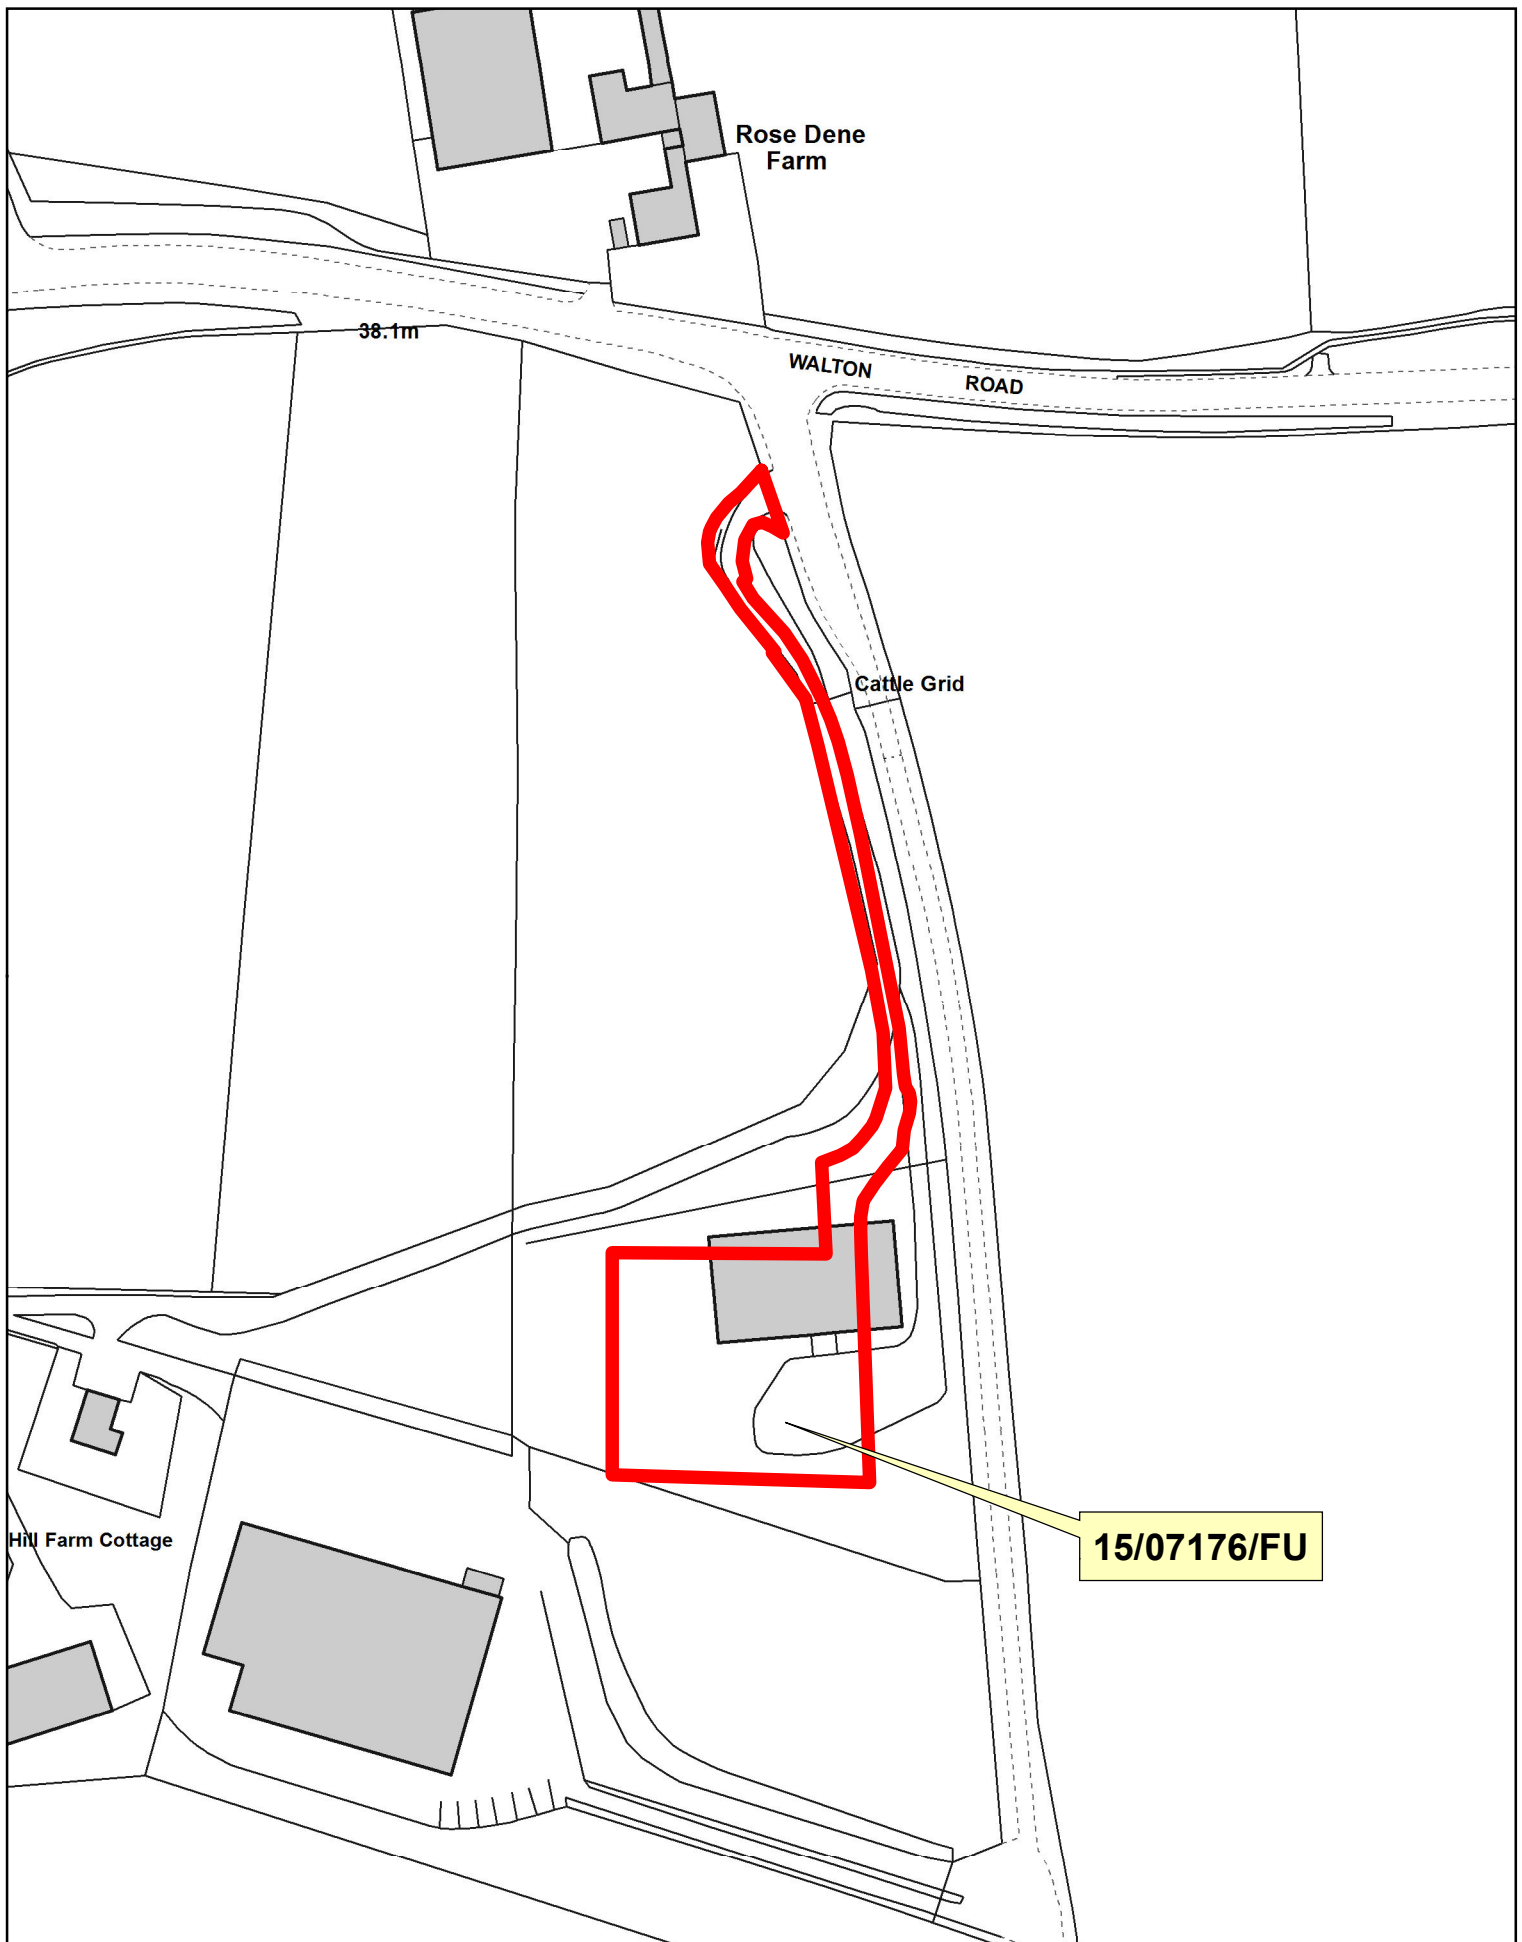 Rose Dene
Farm
38.1m
WALTON
ROAD
Cattle Grid
15/07176/FU
Hill Farm Cottage